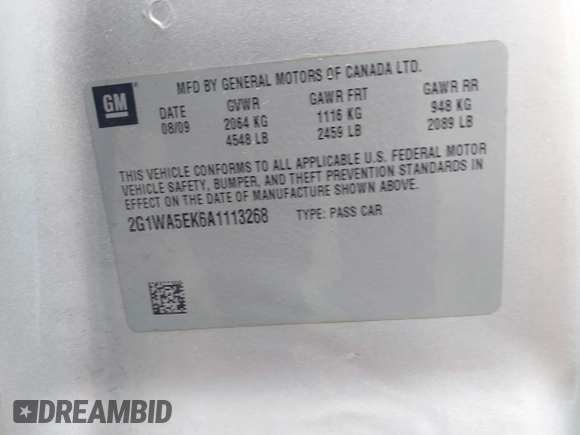 GM
MFD BY GENERAL MOTORS OF CANADA LTD.
DATE GVWR GAWR FRT GAWR RR
08/09 2064 KG 1116 KG 948 KG
4548 LB 2459 LB 2089 LB
THIS VEHICLE CONFORMS TO ALL APPLICABLE U.S. FEDERAL MOTOR
VEHICLE SAFETY, BUMPER, AND THEFT PREVENTION STANDARDS IN
EFFECT ON THE DATE OF MANUFACTURE SHOWN ABOVE.
2G1WA5EK6A1113268 TYPE: PASS CAR
DREAMBID